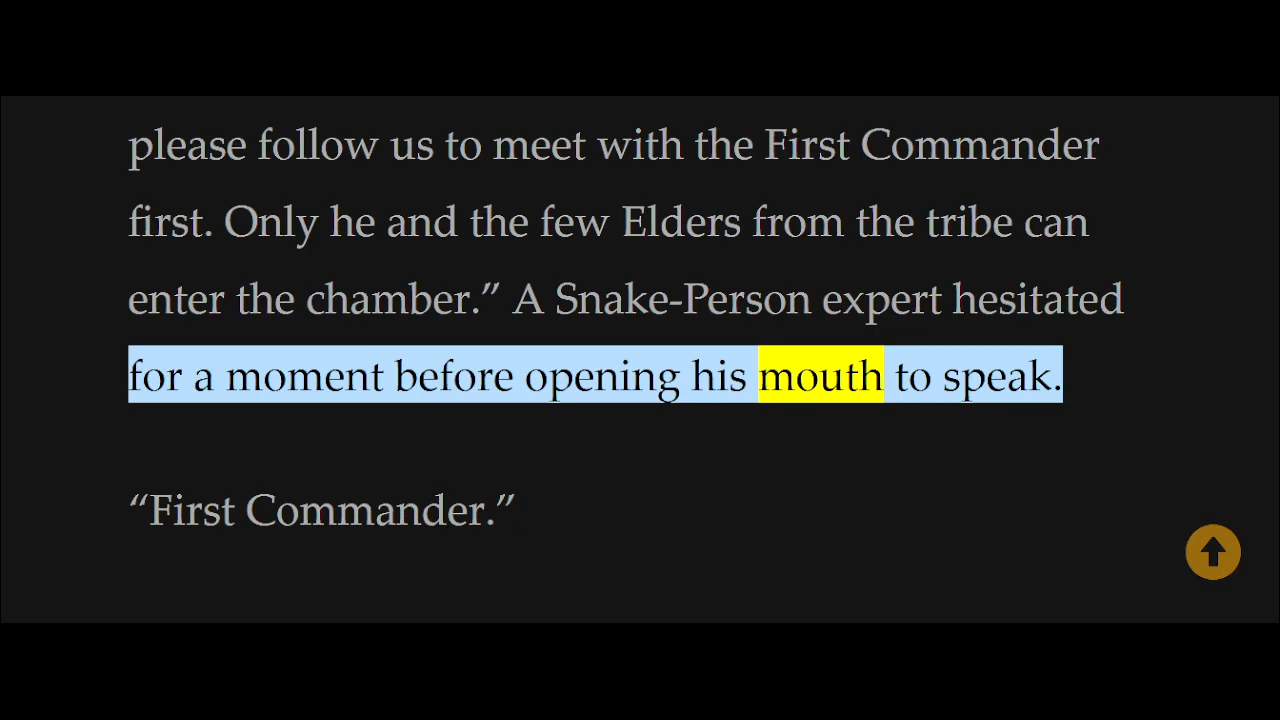 please follow us to meet with the First Commander
first. Only he and the few Elders from the tribe can
enter the chamber.” A Snake-Person expert hesitated
for a moment before opening his mouth to speak.
“First Commander.”